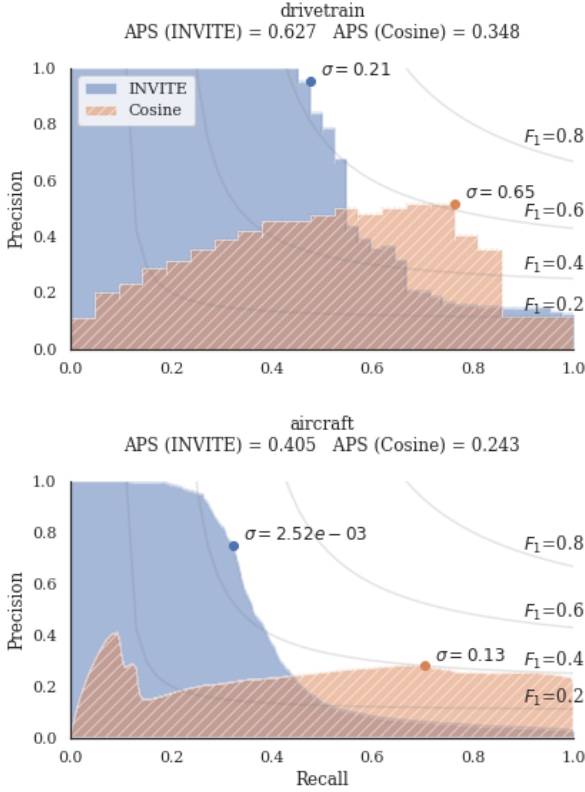 drivetrain
APS (INVITE) = 0.627 APS (Cosine) = 0.348
1.0
0.8
0.6
0.4
0.2
0.0
Precision
INVITE
Cosine
σ = 0.21
σ = 0.65
F1=0.8
F1=0.6
F1=0.4
F1=0.2
0.0 0.2 0.4 0.6 0.8 1.0
aircraft
APS (INVITE) = 0.405 APS (Cosine) = 0.243
1.0
0.8
0.6
0.4
0.2
0.0
Precision
σ = 2.52e − 03
σ = 0.13
F1=0.8
F1=0.6
F1=0.4
F1=0.2
0.0 0.2 0.4 0.6 0.8 1.0
Recall